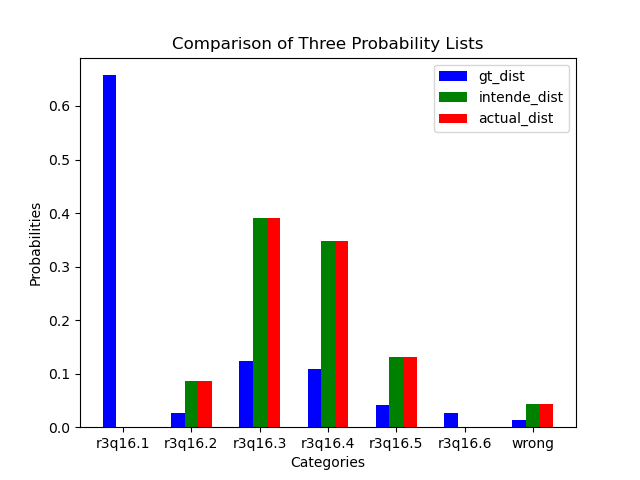 Comparison of Three Probability Lists
gt_dist
intende_dist
actual_dist
Probabilities
0.6
0.5
0.4
0.3
0.2
0.1
0.0
r3q16.1 r3q16.2 r3q16.3 r3q16.4 r3q16.5 r3q16.6 wrong
Categories